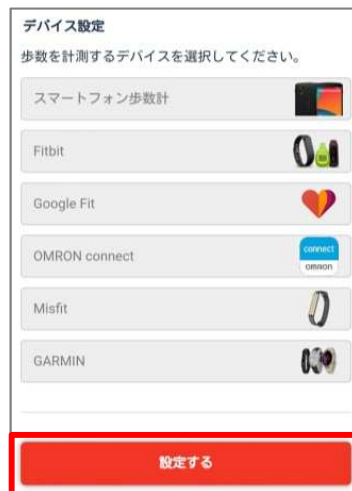 デバイス設定
歩数を計測するデバイスを選択してください。
スマートフォン歩数計
Fitbit
Google Fit
OMRON connect
connect
OMRON
Misfit
GARMIN
設定する